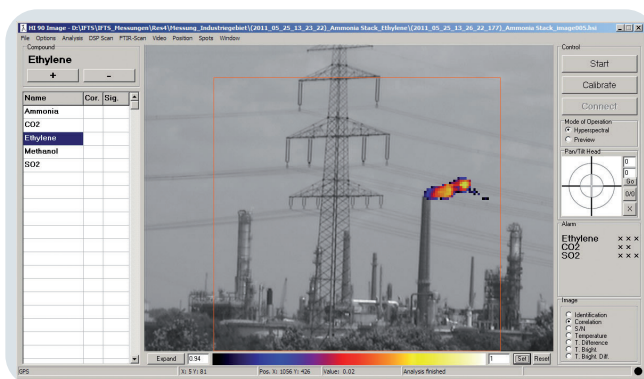 HI 90 Image - D:\IFTS\IFTS_Messungen\Res4\Messung_Industriegebiet\(2011_05_25_13_23_22)_Ammonia Stack_Ethylene\(2011_05_25_13_26_22_177)_Ammonia Stack_Image005.hsi
File Options Analysis DSP Scan FTIR-Scan Video Position Spots Window
Compound
Ethylene
+ -
Name Cor. Sig.
Ammonia
CO2
Ethylene
Methanol
SO2
Expand 0.94 1 Set Reset
GPS X: 5 Y: 81 Pos. X: 1056 Y: 426 Value: 0.02 Analysis finished
Control
Start
Calibrate
Connect
Mode of Operation
Hyperspectral
Preview
Pan/Tilt Head
0
0
Go
0/0
X
Alarm
Ethylene x x x
CO2 x x
SO2 x x x
Image
Identification
Correlation
S/N
Temperature
T. Difference
T. Bright.
T. Bright. Diff.